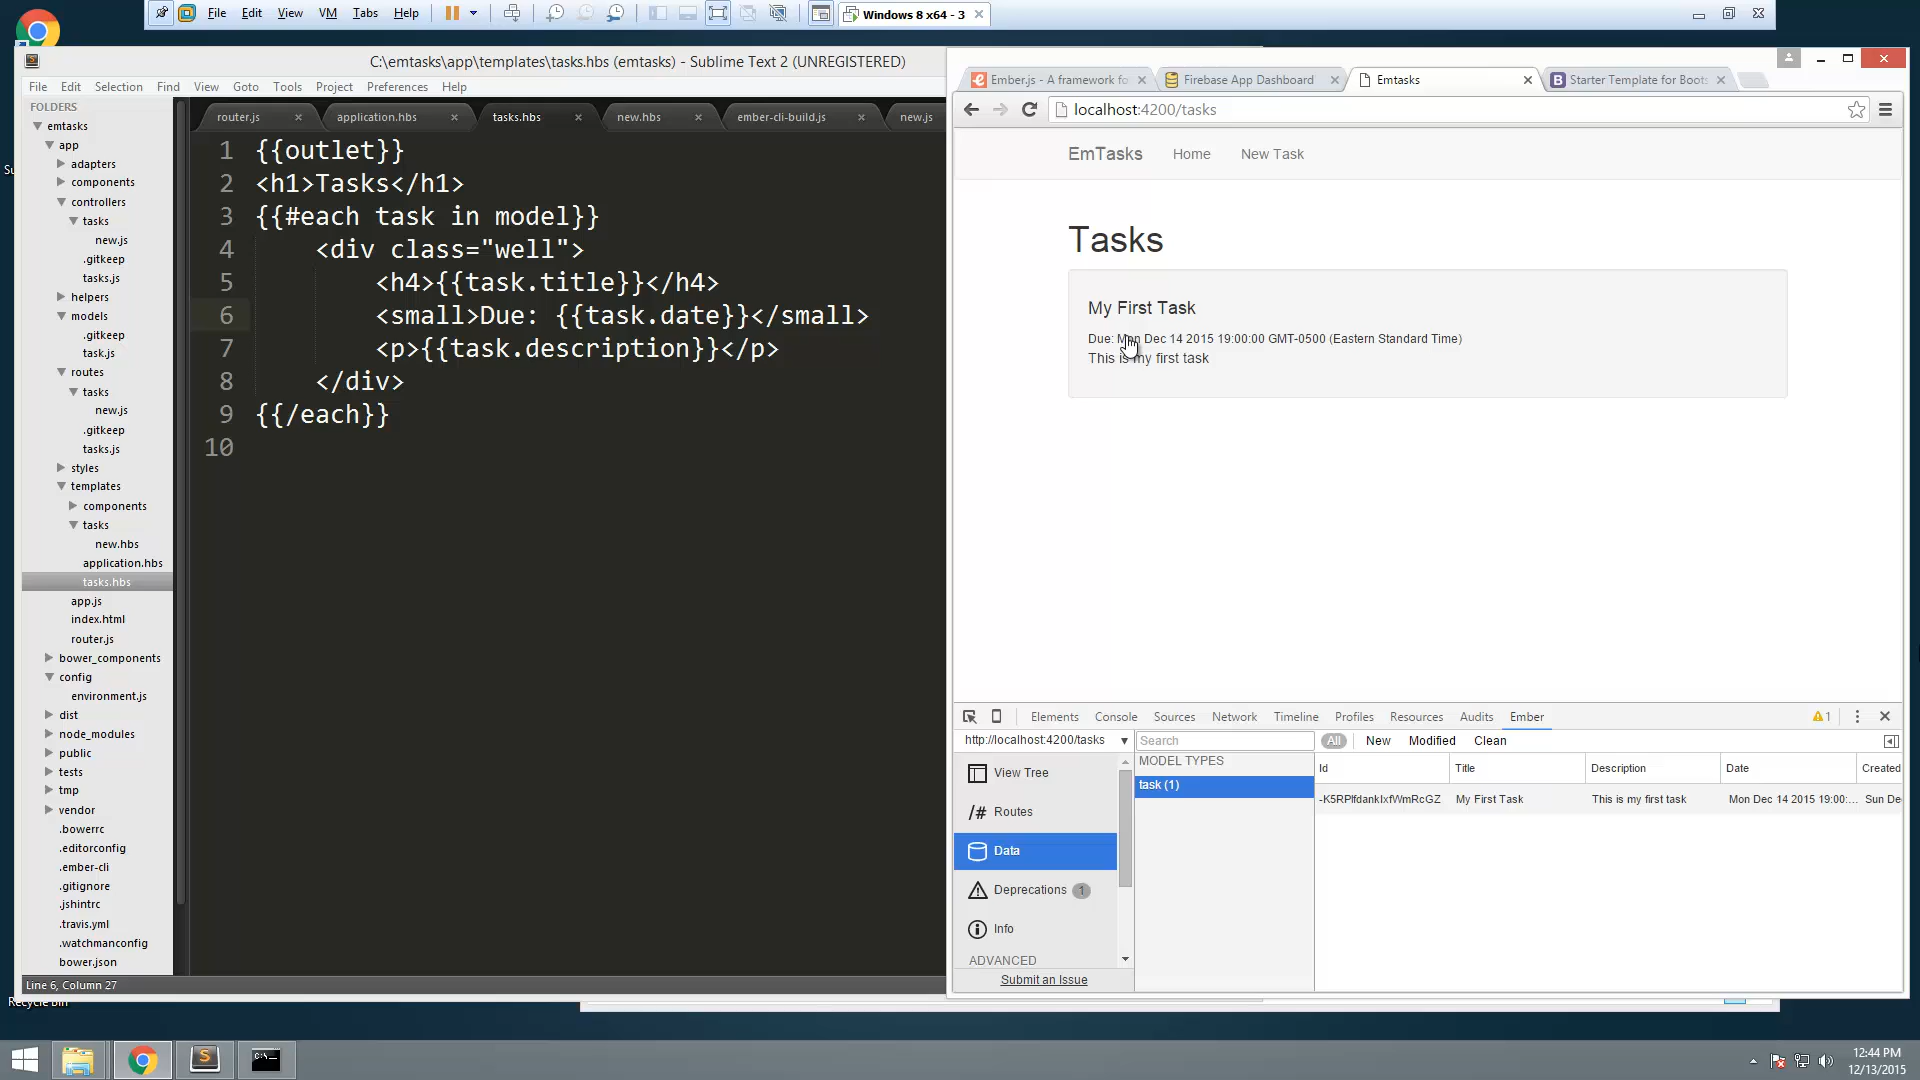 File Edit View VM Tabs Help
Windows 8 x64 - 3
C:\emtasks\app\templates\tasks.hbs (emtasks) - Sublime Text 2 (UNREGISTERED)
File Edit Selection Find View Goto Tools Project Preferences Help
FOLDERS
emtasks
app
adapters
components
controllers
tasks
new.js
.gitkeep
tasks.js
helpers
models
.gitkeep
task.js
routes
tasks
new.js
.gitkeep
tasks.js
styles
templates
components
tasks
new.hbs
application.hbs
tasks.hbs
app.js
index.html
router.js
bower_components
config
environment.js
dist
node_modules
public
tests
tmp
vendor
.bowerrc
.editorconfig
.ember-cli
.gitignore
.jshintrc
.travis.yml
.watchmanconfig
bower.json
router.js application.hbs tasks.hbs new.hbs ember-cli-build.js new.js
1 {{outlet}}
2 <h1>Tasks</h1>
3 {{#each task in model}}
4 <div class="well">
5 <h4>{{task.title}}</h4>
6 <small>Due: {{task.date}}</small>
7 <p>{{task.description}}</p>
8 </div>
9 {{/each}}
10
Line 6, Column 27
Ember.js - A framework fo Firebase App Dashboard Emtasks Starter Template for Boots
localhost:4200/tasks
EmTasks Home New Task
Tasks
My First Task
Due: Mon Dec 14 2015 19:00:00 GMT-0500 (Eastern Standard Time)
This is my first task
Elements Console Sources Network Timeline Profiles Resources Audits Ember 1
http://localhost:4200/tasks Search All New Modified Clean
View Tree
/# Routes
Data
Deprecations 1
Info
ADVANCED
Submit an Issue
MODEL TYPES
task (1)
Id Title Description Date Created
-K5RPlfdanklxfWmRcGZ My First Task This is my first task Mon Dec 14 2015 19:00:... Sun De
12:44 PM
12/13/2015